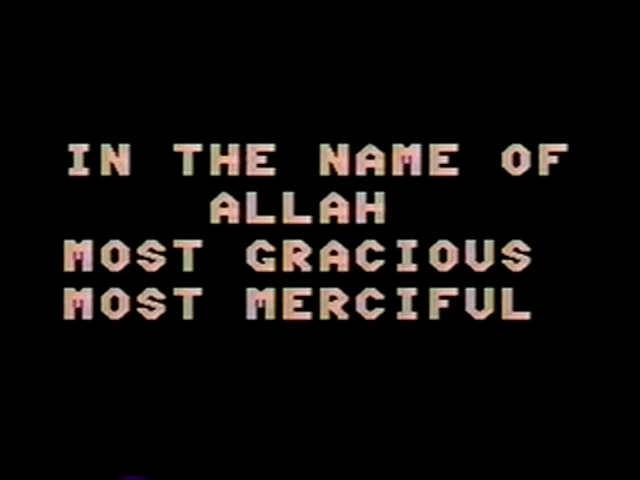 IN THE NAME OF
ALLAH
MOST GRACIOUS
MOST MERCIFUL